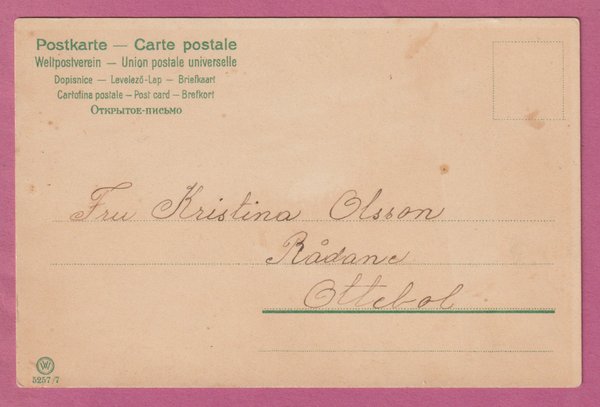 Postkarte — Carte postale
Weltpostverein — Union postale universelle
Dopisnice — Levelező-Lap — Briefkaart
Cartolina postale — Post card — Brefkort
Открытое-письмо
Fru Kristina Olsson
Rådane
Ottebol
W
5257/7